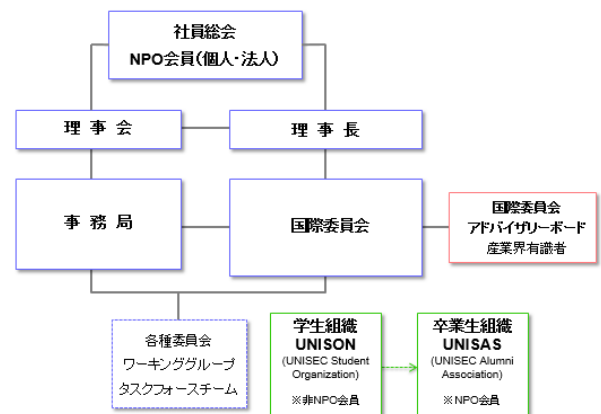 社員総会
NPO会員(個人・法人)
理 事 会
理 事 長
事 務 局
国際委員会
国際委員会
アドバイザリーボード
産業界有識者
各種委員会
ワーキンググループ
タスクフォースチーム
学生組織
UNISON
(UNISEC Student
Organization)
※非NPO会員
卒業生組織
UNISAS
(UNISEC Alumni
Association)
※NPO会員